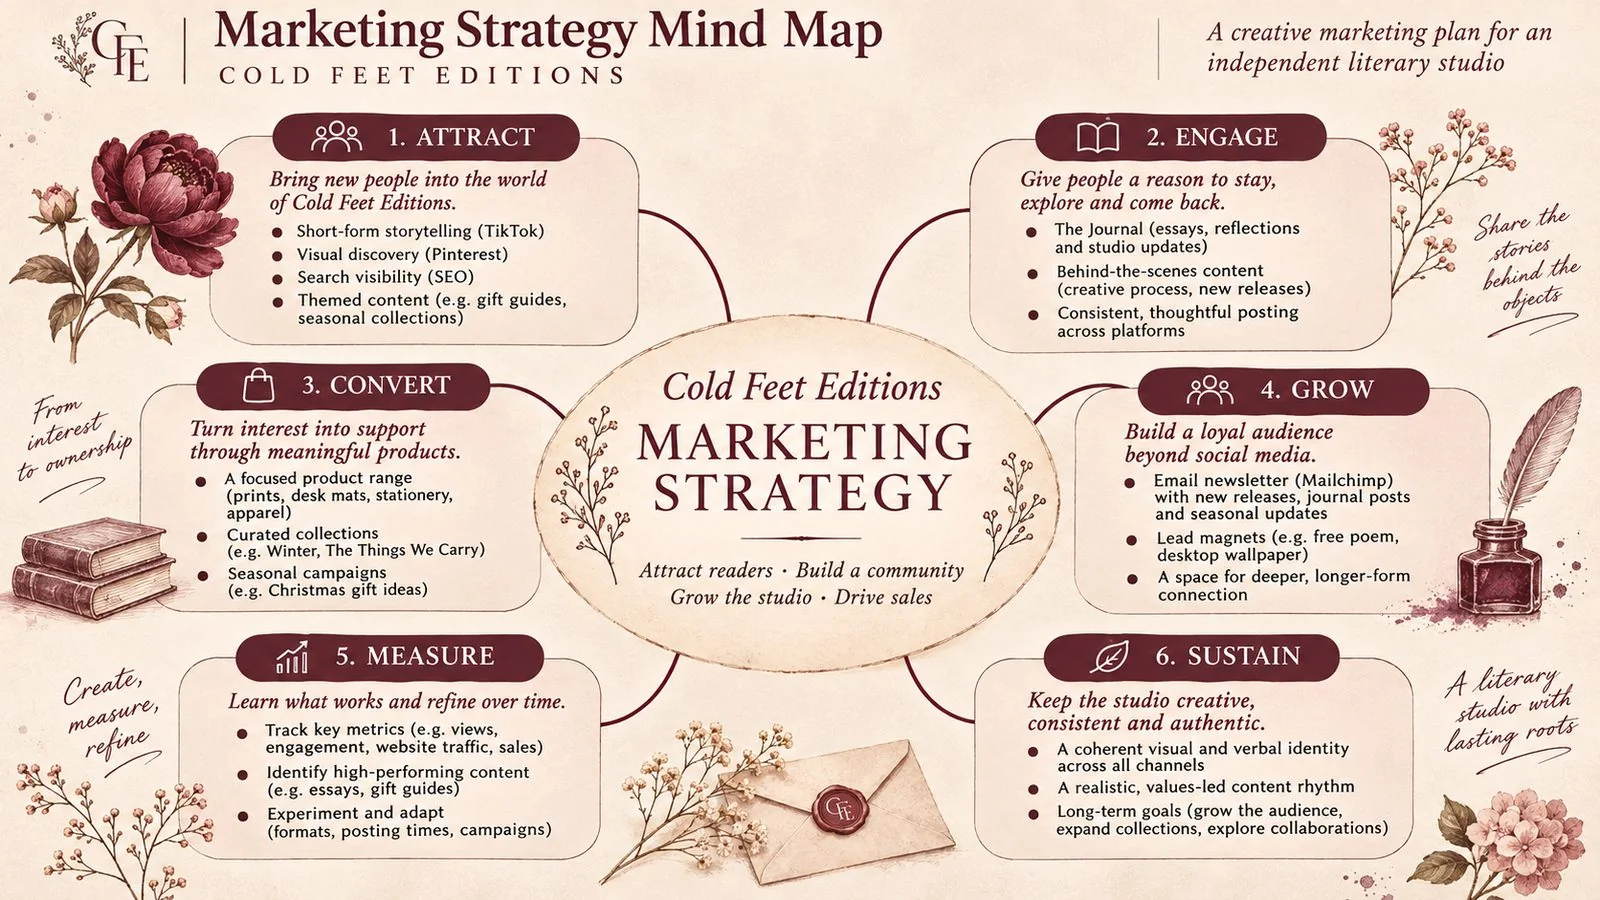 CFE
Marketing Strategy Mind Map
COLD FEET EDITIONS
A creative marketing plan for an
independent literary studio
1. ATTRACT
Bring new people into the world
of Cold Feet Editions.
Short-form storytelling (TikTok)
Visual discovery (Pinterest)
Search visibility (SEO)
Themed content (e.g. gift guides,
seasonal collections)
2. ENGAGE
Give people a reason to stay,
explore and come back.
The Journal (essays, reflections
and studio updates)
Behind-the-scenes content
(creative process, new releases)
Consistent, thoughtful posting
across platforms
Share the
stories
behind the
objects
From
interest
to ownership
3. CONVERT
Turn interest into support
through meaningful products.
A focused product range
(prints, desk mats, stationery,
apparel)
Curated collections
(e.g. Winter, The Things We Carry)
Seasonal campaigns
(e.g. Christmas gift ideas)
Cold Feet Editions
MARKETING
STRATEGY
Attract readers · Build a community
Grow the studio · Drive sales
4. GROW
Build a loyal audience
beyond social media.
Email newsletter (Mailchimp)
with new releases, journal posts
and seasonal updates
Lead magnets (e.g. free poem,
desktop wallpaper)
A space for deeper, longer-form
connection
Create,
measure,
refine
5. MEASURE
Learn what works and refine over time.
Track key metrics (e.g. views,
engagement, website traffic, sales)
Identify high-performing content
(e.g. essays, gift guides)
Experiment and adapt
(formats, posting times, campaigns)
CFE
6. SUSTAIN
Keep the studio creative,
consistent and authentic.
A coherent visual and verbal identity
across all channels
A realistic, values-led content rhythm
Long-term goals (grow the audience,
expand collections, explore collaborations)
A literary
studio with
lasting roots